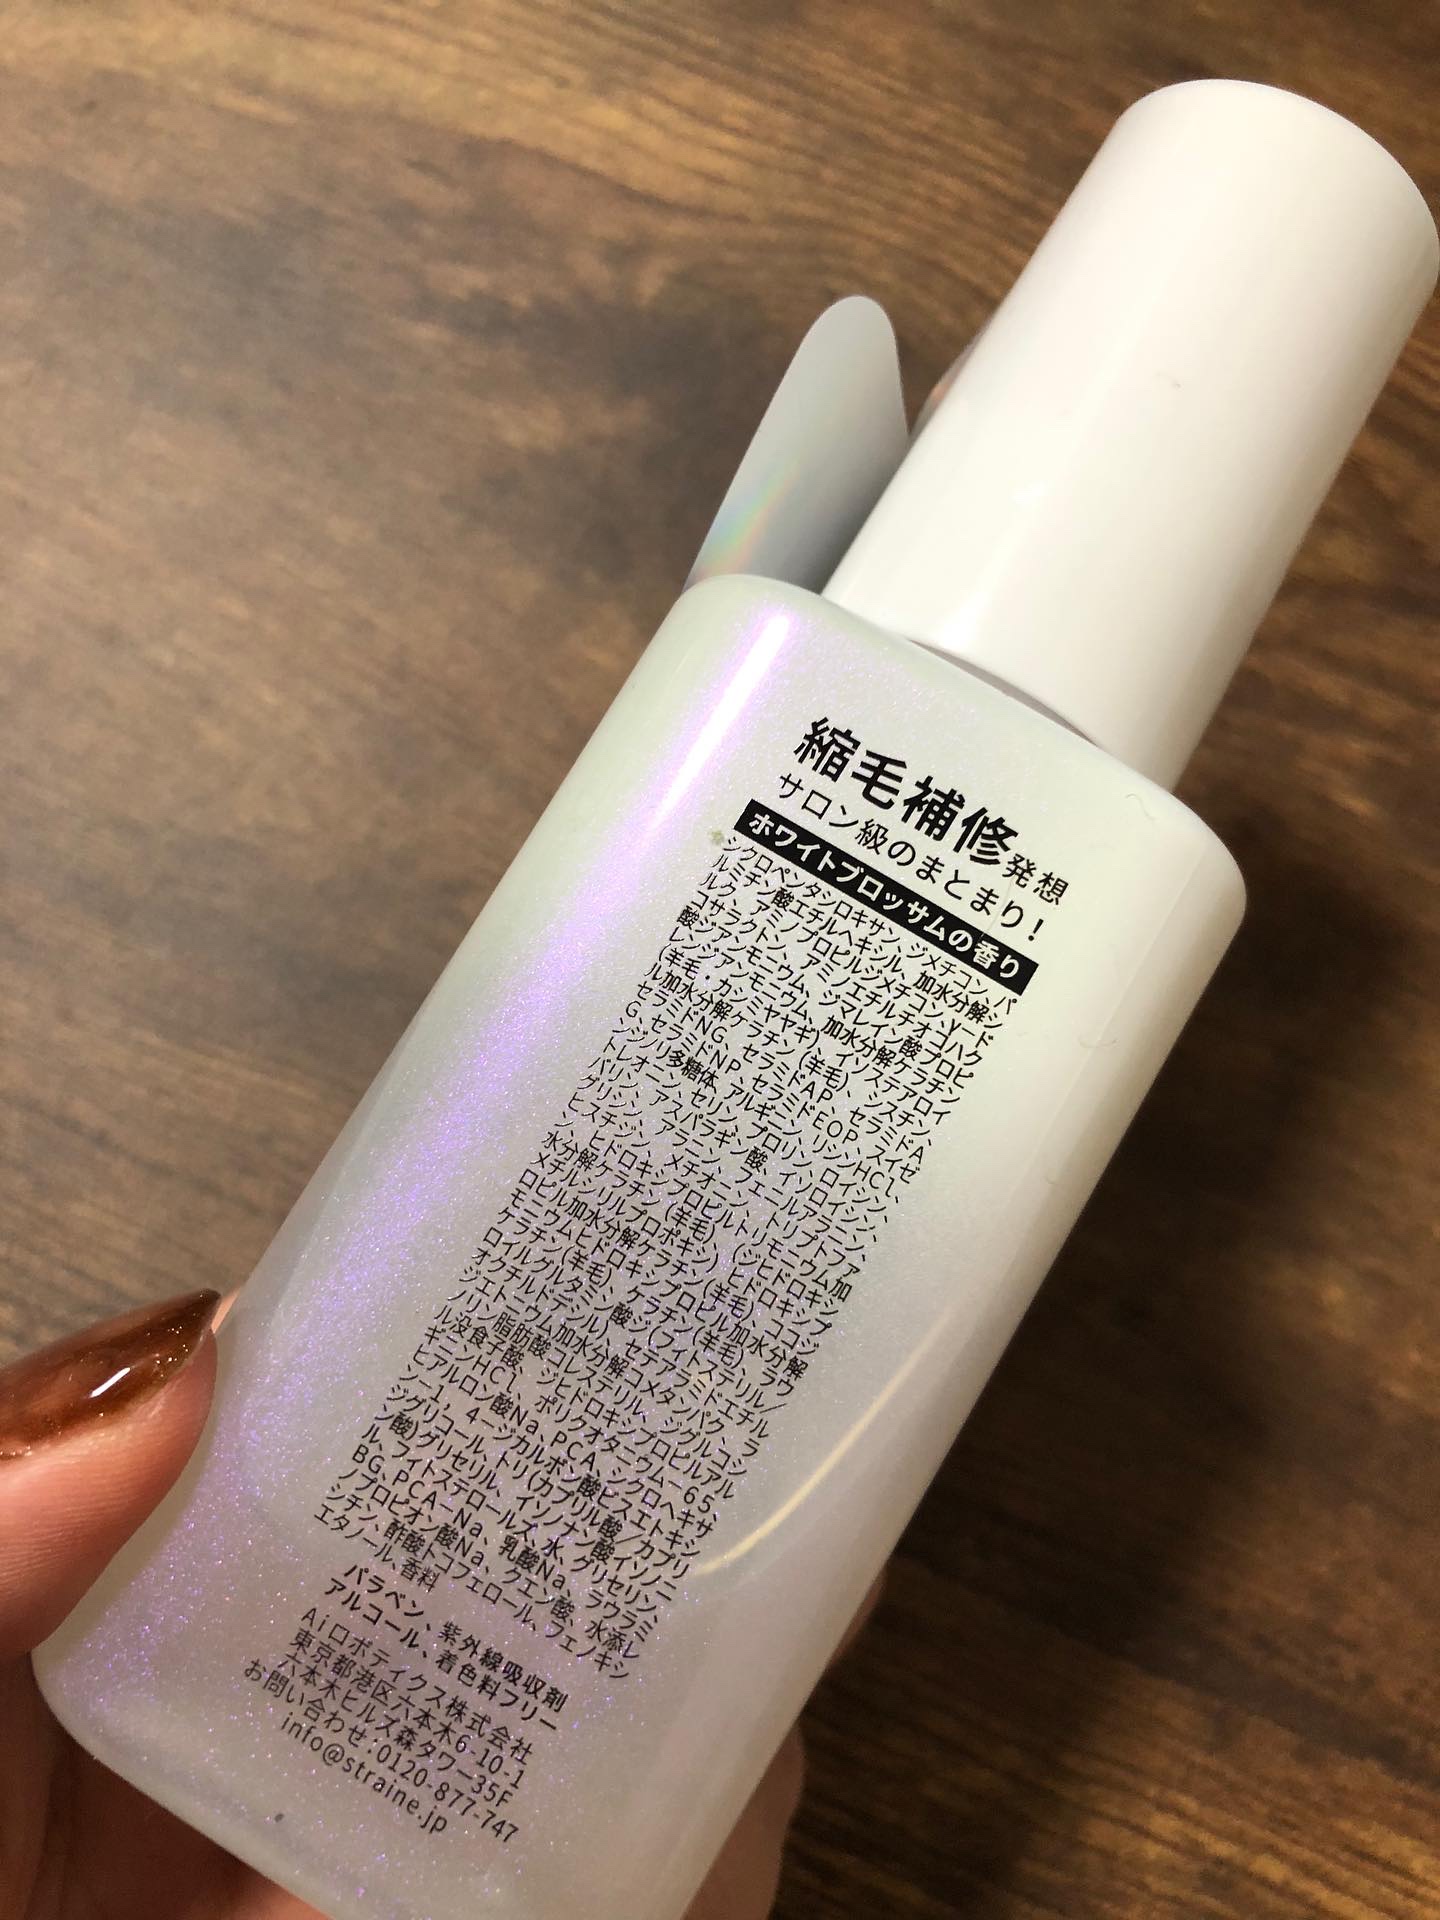 縮毛補修発想
サロン級のまとまり!
ホワイトブロッサムの香り
シクロペンタシロキサン、ジメチコン、パ
ルミチン酸エチルヘキシル、加水分解シ
ルク、アミノプロピルジメチコン、γ-ド
コサラクトン、アミノエチルチオコハク
酸ジアンモニウム、ジマレイン酸プロピ
レンジアンモニウム、加水分解ケラチン
(羊毛・カシミヤヤギ)、イソステアロイ
ル加水分解ケラチン(羊毛)、シスチン、
セラミドNG、セラミドAP、セラミドA
G、セラミドNP、セラミドEOP、スイゼ
ンジノリ多糖体、アルギニン、リシンHCl、
トレオニン、セリン、プロリン、ロイシン、
バリン、アスパラギン酸、イソロイシン、
グリシン、アラニン、フェニルアラニン、
ヒスチジン、メチオニン、トリプトファ
ン、ヒドロキシプロピルトリモニウム加
水分解ケラチン(羊毛)、(ジヒドロキシ
メチルシリルプロポキシ)ヒドロキシプ
ロピル加水分解ケラチン(羊毛)、ココジ
モニウムヒドロキシプロピル加水分解
ケラチン(羊毛)、ケラチン(羊毛)、ラウ
ロイルグルタミン酸ジ(フィトステリル/
オクチルドデシル)、セテアラミドエチル
ジエトニウム加水分解コメタンパク、ラ
ノリン脂肪酸コレステリル、ジグルコシ
ル没食子酸、ジヒドロキシプロピルアル
ギニンHCl、ポリクオタニウム-65、
ヒアルロン酸Na、PCA、シクロヘキサ
ン-1,4-ジカルボン酸ビスエトキシ
ジグリコール、トリ(カプリル酸/カプリ
ン酸)グリセリル、イソノナン酸イソノニ
ル、フィトステロールズ、水、グリセリン、
BG、PCA-Na、乳酸Na、ラウラミ
ノプロピオン酸Na、クエン酸、水添レ
シチン、酢酸トコフェロール、フェノキシ
エタノール、香料
パラベン、紫外線吸収剤
アルコール、着色料フリー
Aiロボティクス株式会社
東京都港区六本木6-10-1
六本木ヒルズ森タワー35F
お問い合わせ:0120-877-747
info@straine.jp